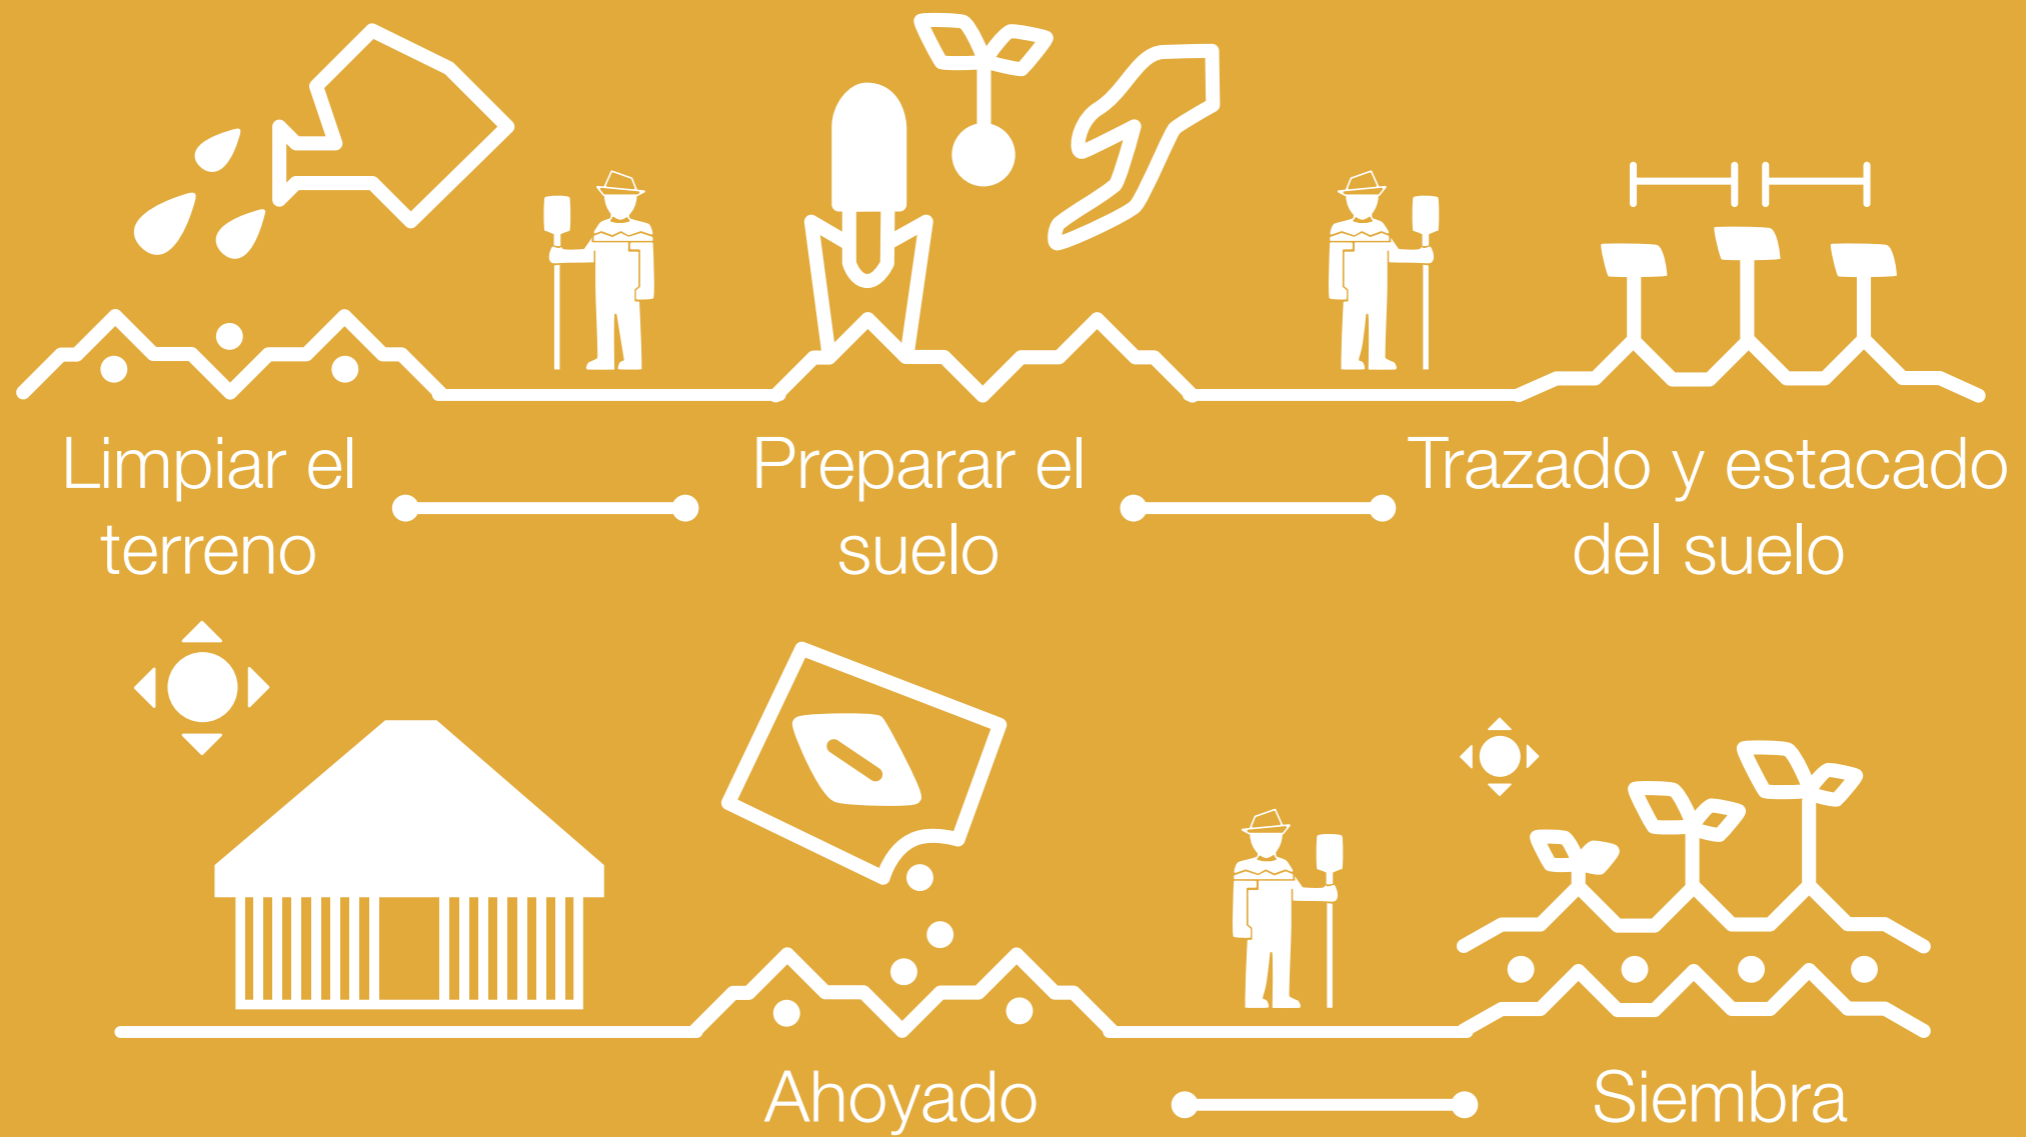 Limpiar el
terreno
Preparar el
suelo
Trazado y estacado
del suelo
Ahoyado
Siembra